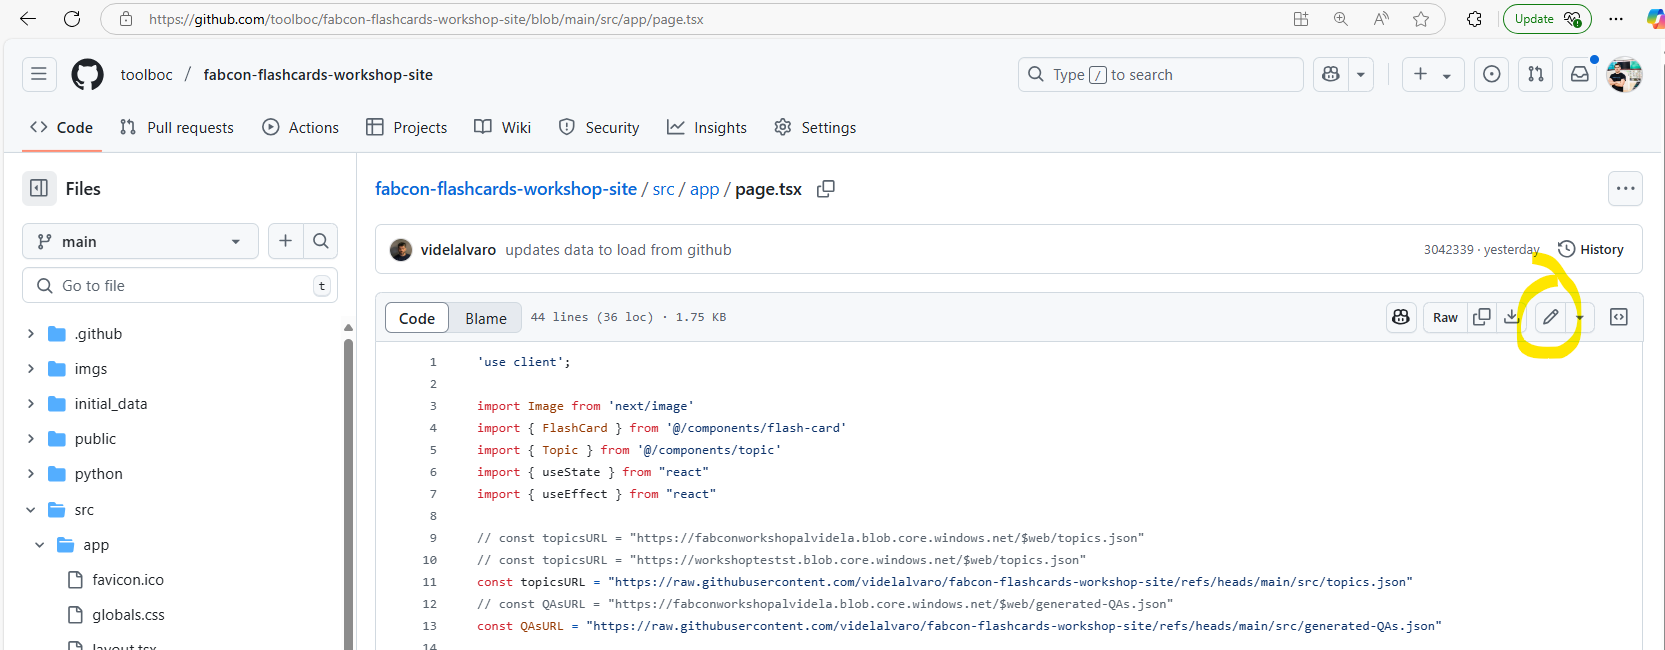 https://github.com/toolboc/fabcon-flashcards-workshop-site/blob/main/src/app/page.tsx
Update
toolboc / fabcon-flashcards-workshop-site
Type / to search
Code
Pull requests
Actions
Projects
Wiki
Security
Insights
Settings
Files
fabcon-flashcards-workshop-site / src / app / page.tsx
main
videlalvaro updates data to load from github
3042339 · yesterday
History
Go to file
t
Code
Blame
44 lines (36 loc) · 1.75 KB
Raw
.github
imgs
initial_data
public
python
src
app
favicon.ico
globals.css
layout.tsx
1 'use client';
2
3 import Image from 'next/image'
4 import { FlashCard } from '@/components/flash-card'
5 import { Topic } from '@/components/topic'
6 import { useState } from "react"
7 import { useEffect } from "react"
8
9 // const topicsURL = "https://fabconworkshopalvidela.blob.core.windows.net/$web/topics.json"
10 // const topicsURL = "https://workshoptestst.blob.core.windows.net/$web/topics.json"
11 const topicsURL = "https://raw.githubusercontent.com/videlalvaro/fabcon-flashcards-workshop-site/refs/heads/main/src/topics.json"
12 // const QAsURL = "https://fabconworkshopalvidela.blob.core.windows.net/$web/generated-QAs.json"
13 const QAsURL = "https://raw.githubusercontent.com/videlalvaro/fabcon-flashcards-workshop-site/refs/heads/main/src/generated-QAs.json"
14